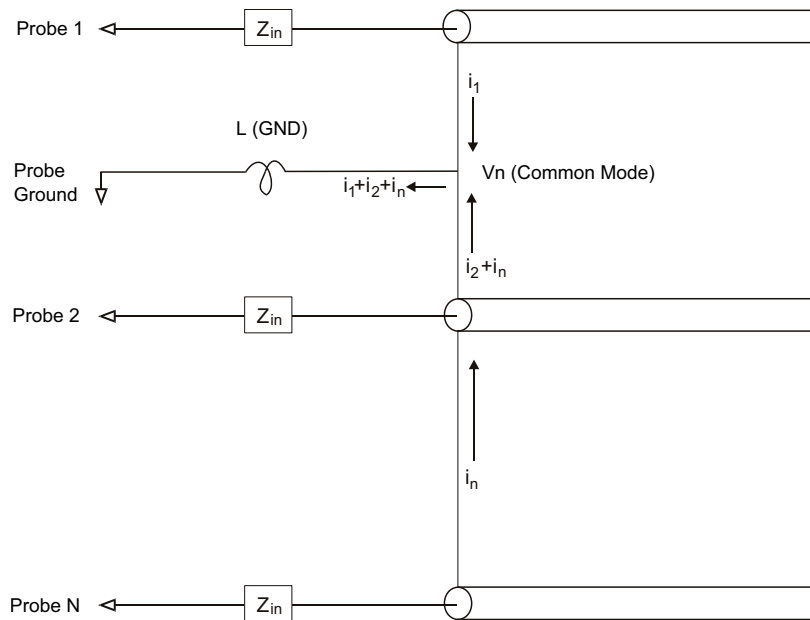 Probe 1
Z_in
i_1
L (GND)
Probe
Ground
Vn (Common Mode)
i_1+i_2+i_n
i_2+i_n
Probe 2
Z_in
i_n
Probe N
Z_in